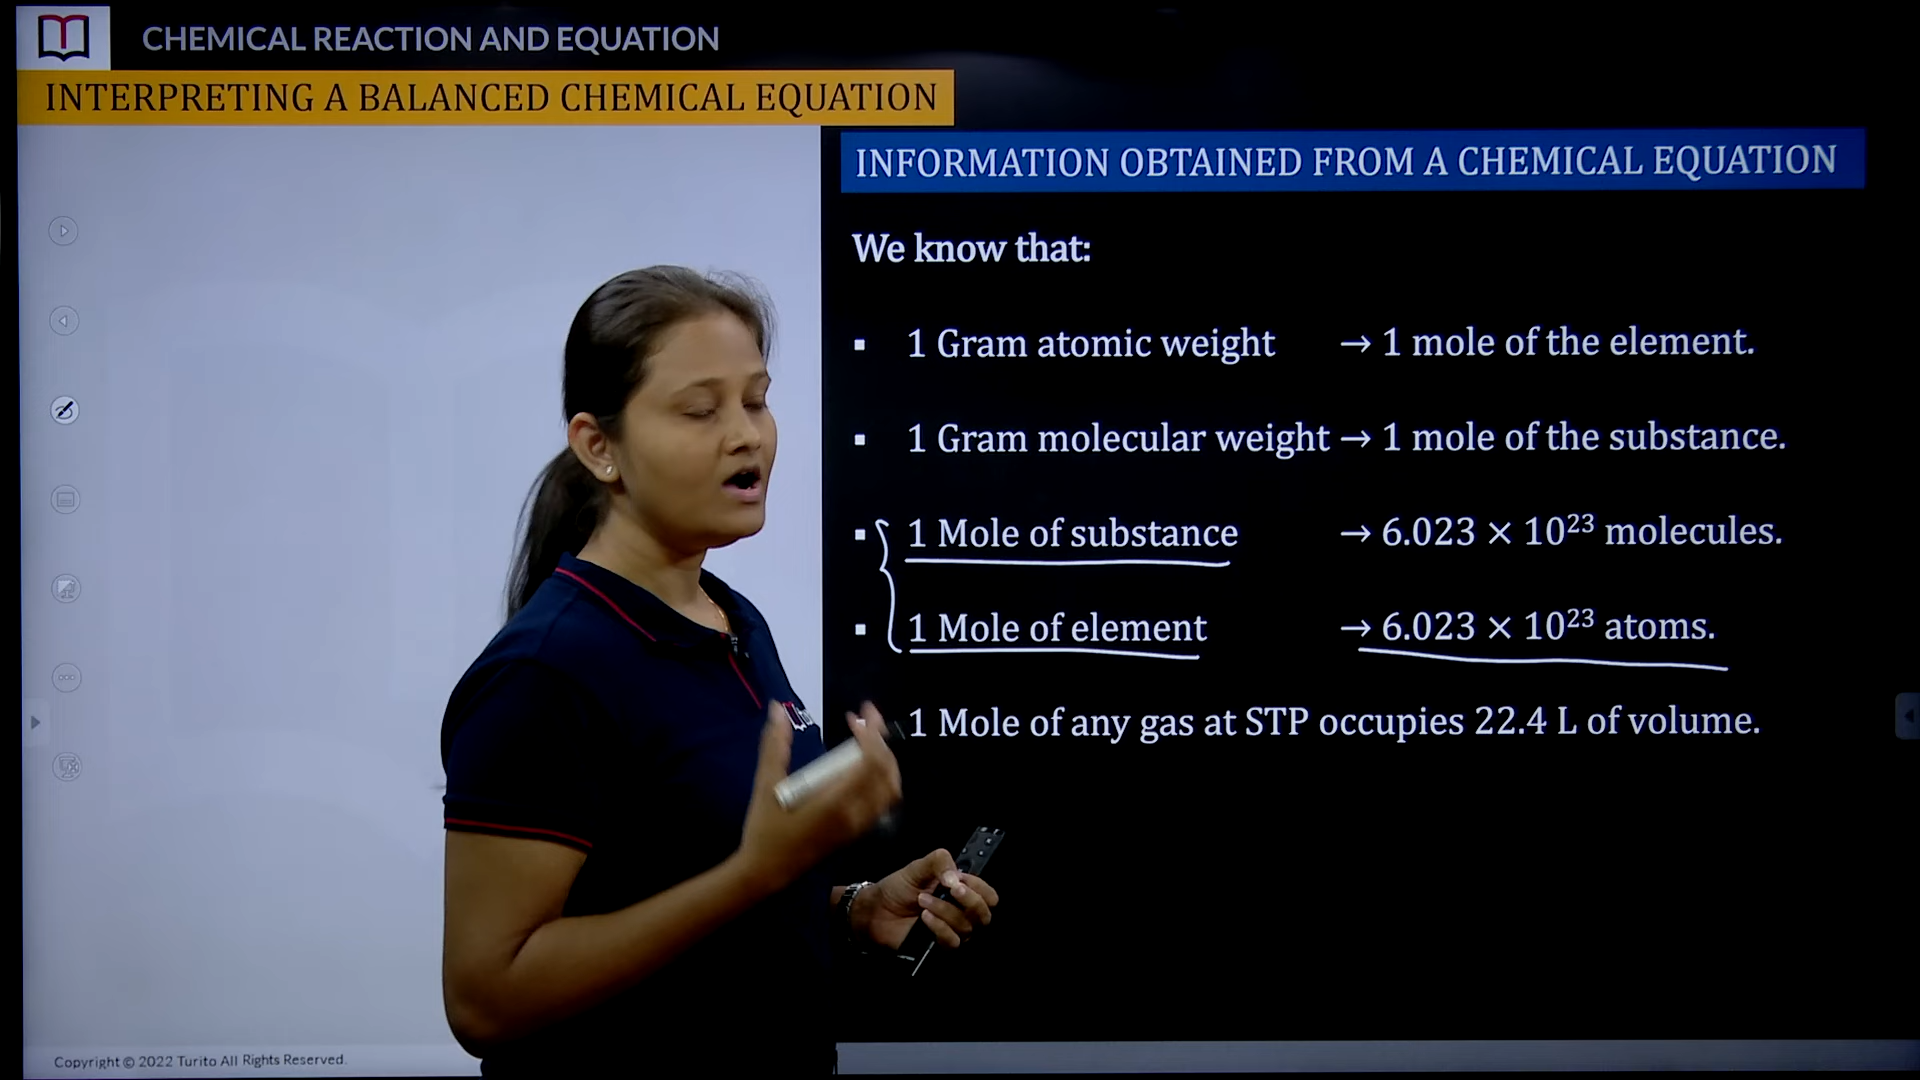 CHEMICAL REACTION AND EQUATION
INTERPRETING A BALANCED CHEMICAL EQUATION
INFORMATION OBTAINED FROM A CHEMICAL EQUATION
We know that:
▪ 1 Gram atomic weight → 1 mole of the element.
▪ 1 Gram molecular weight → 1 mole of the substance.
▪ 1 Mole of substance → 6.023 × 10²³ molecules.
▪ 1 Mole of element → 6.023 × 10²³ atoms.
1 Mole of any gas at STP occupies 22.4 L of volume.
Copyright © 2022 Turito All Rights Reserved.